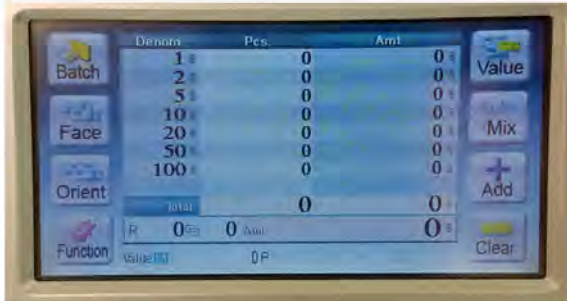 Denom. Pcs. Amt
Batch 1 0 0 Value
2 0 0
5 0 0
Face 10 0 0 Mix
20 0 0
50 0 0
Orient 100 0 0 Add
Total 0 0
R 0 0 Amt 0
Function Value 0 P Clear